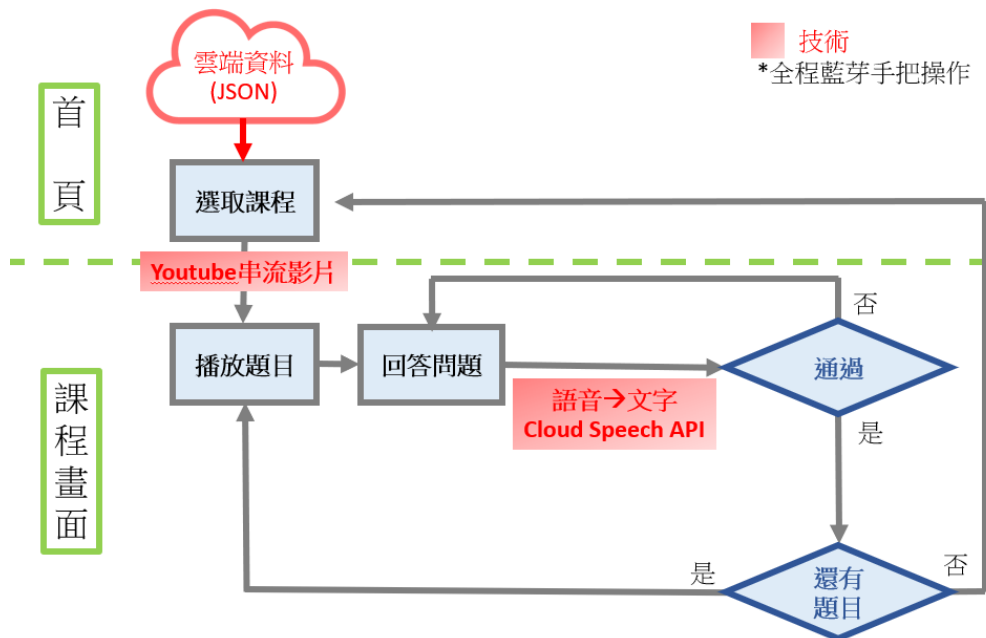 雲端資料
(JSON)
技術
*全程藍芽手把操作
首
頁
選取課程
Youtube串流影片
播放題目
回答問題
語音→文字
Cloud Speech API
否
通過
是
課
程
畫
面
是
還有
題目
否